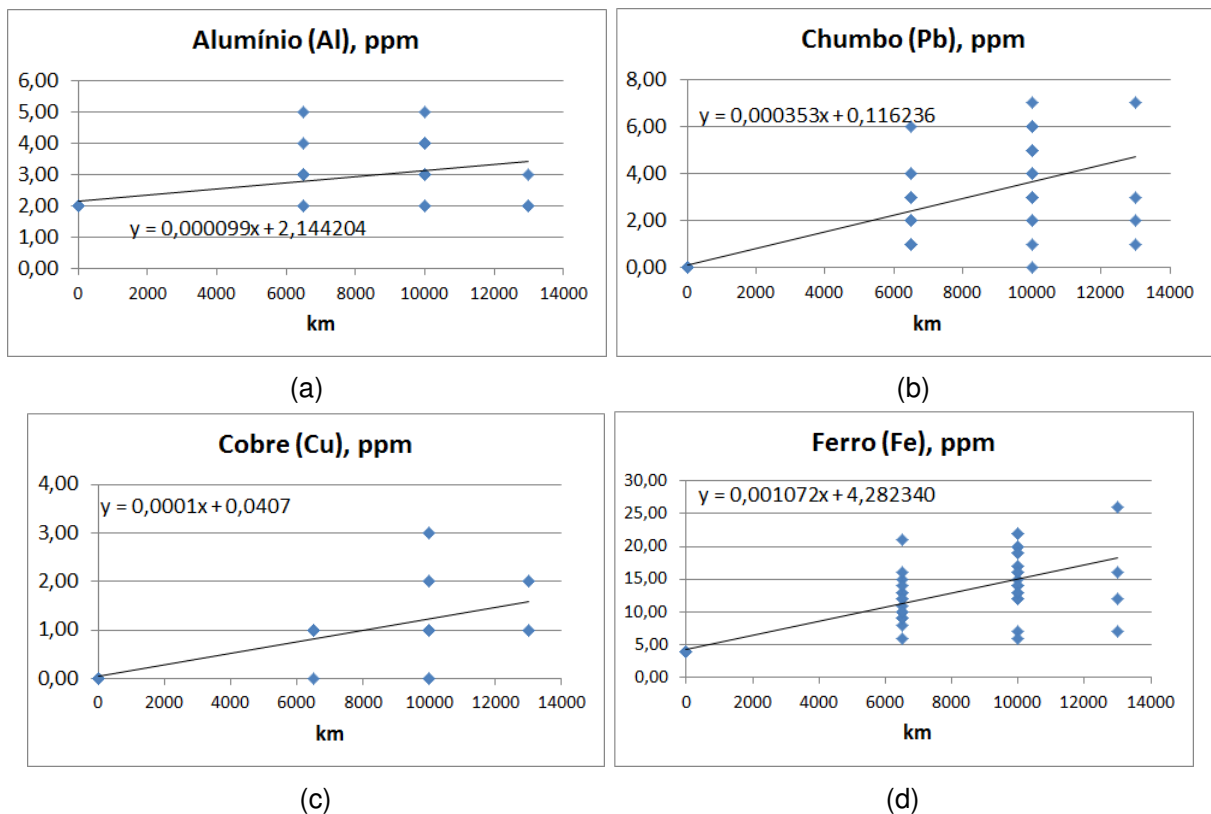 Alumínio (Al), ppm
6,00
5,00
4,00
3,00
2,00
1,00
0,00
y = 0,000099x + 2,144204
0 2000 4000 6000 8000 10000 12000 14000
km
(a)
Chumbo (Pb), ppm
8,00
6,00
4,00
2,00
0,00
y = 0,000353x + 0,116236
0 2000 4000 6000 8000 10000 12000 14000
km
(b)
Cobre (Cu), ppm
4,00
3,00
2,00
1,00
0,00
y = 0,0001x + 0,0407
0 2000 4000 6000 8000 10000 12000 14000
km
(c)
Ferro (Fe), ppm
30,00
25,00
20,00
15,00
10,00
5,00
0,00
y = 0,001072x + 4,282340
0 2000 4000 6000 8000 10000 12000 14000
km
(d)